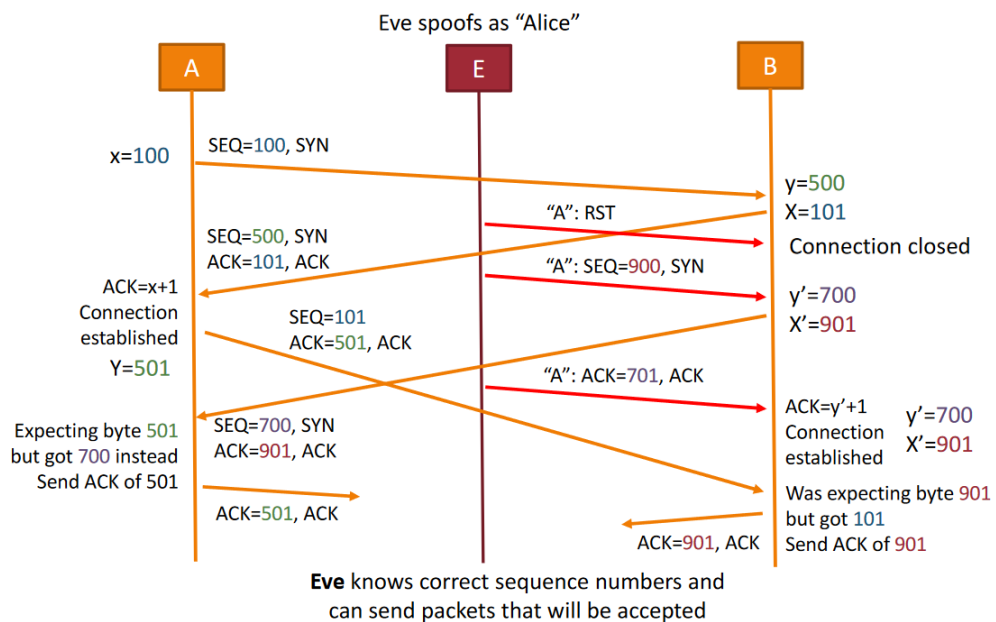 Eve spoofs as “Alice”
A
E
B
x=100
SEQ=100, SYN
y=500
X=101
“A”: RST
Connection closed
SEQ=500, SYN
ACK=101, ACK
“A”: SEQ=900, SYN
ACK=x+1
Connection
established
Y=501
y’=700
X’=901
SEQ=101
ACK=501, ACK
“A”: ACK=701, ACK
ACK=y’+1
Connection
established
y’=700
X’=901
SEQ=700, SYN
ACK=901, ACK
Expecting byte 501
but got 700 instead
Send ACK of 501
ACK=501, ACK
Was expecting byte 901
but got 101
Send ACK of 901
ACK=901, ACK
Eve knows correct sequence numbers and
can send packets that will be accepted